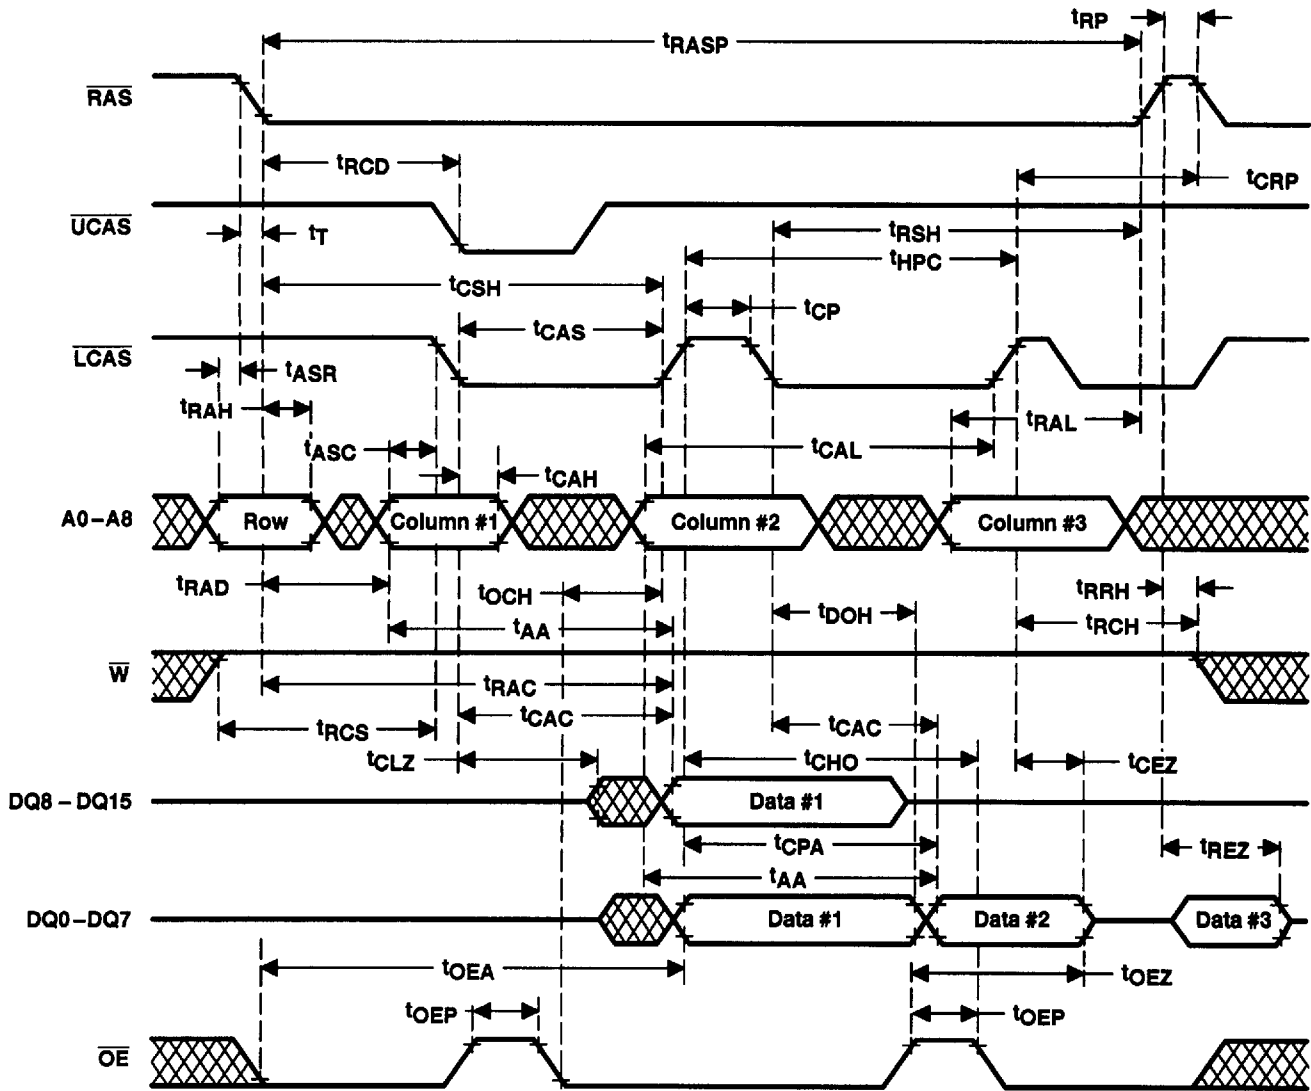 tRP
tRASP
RAS
tRCD
tCRP
UCAS
tT
tRSH
tHPC
tCSH
tCP
tCAS
LCAS
tASR
tRAH
tRAL
tASC
tCAL
tCAH
A0–A8
Row
Column #1
Column #2
Column #3
tRAD
tOCH
tRRH
tDOH
tRCH
tAA
W
tRAC
tCAC
tRCS
tCAC
tCLZ
tCHO
tCEZ
DQ8 – DQ15
Data #1
tCPA
tREZ
tAA
DQ0–DQ7
Data #1
Data #2
Data #3
tOEA
tOEZ
tOEP
tOEP
OE